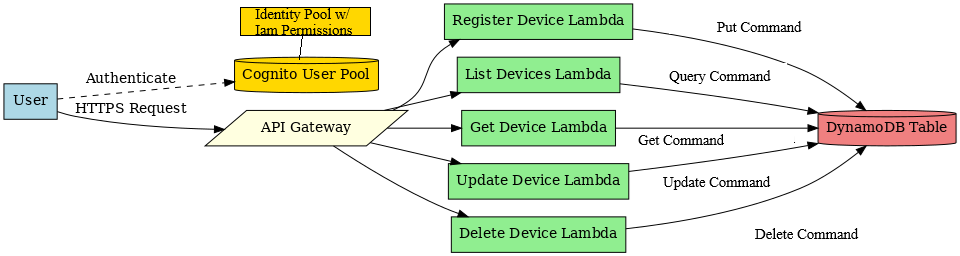 Identity Pool w/
Iam Permissions
Register Device Lambda
Put Command
Authenticate
Cognito User Pool
List Devices Lambda
Query Command
User
HTTPS Request
API Gateway
Get Device Lambda
Get Command
DynamoDB Table
Update Device Lambda
Update Command
Delete Device Lambda
Delete Command